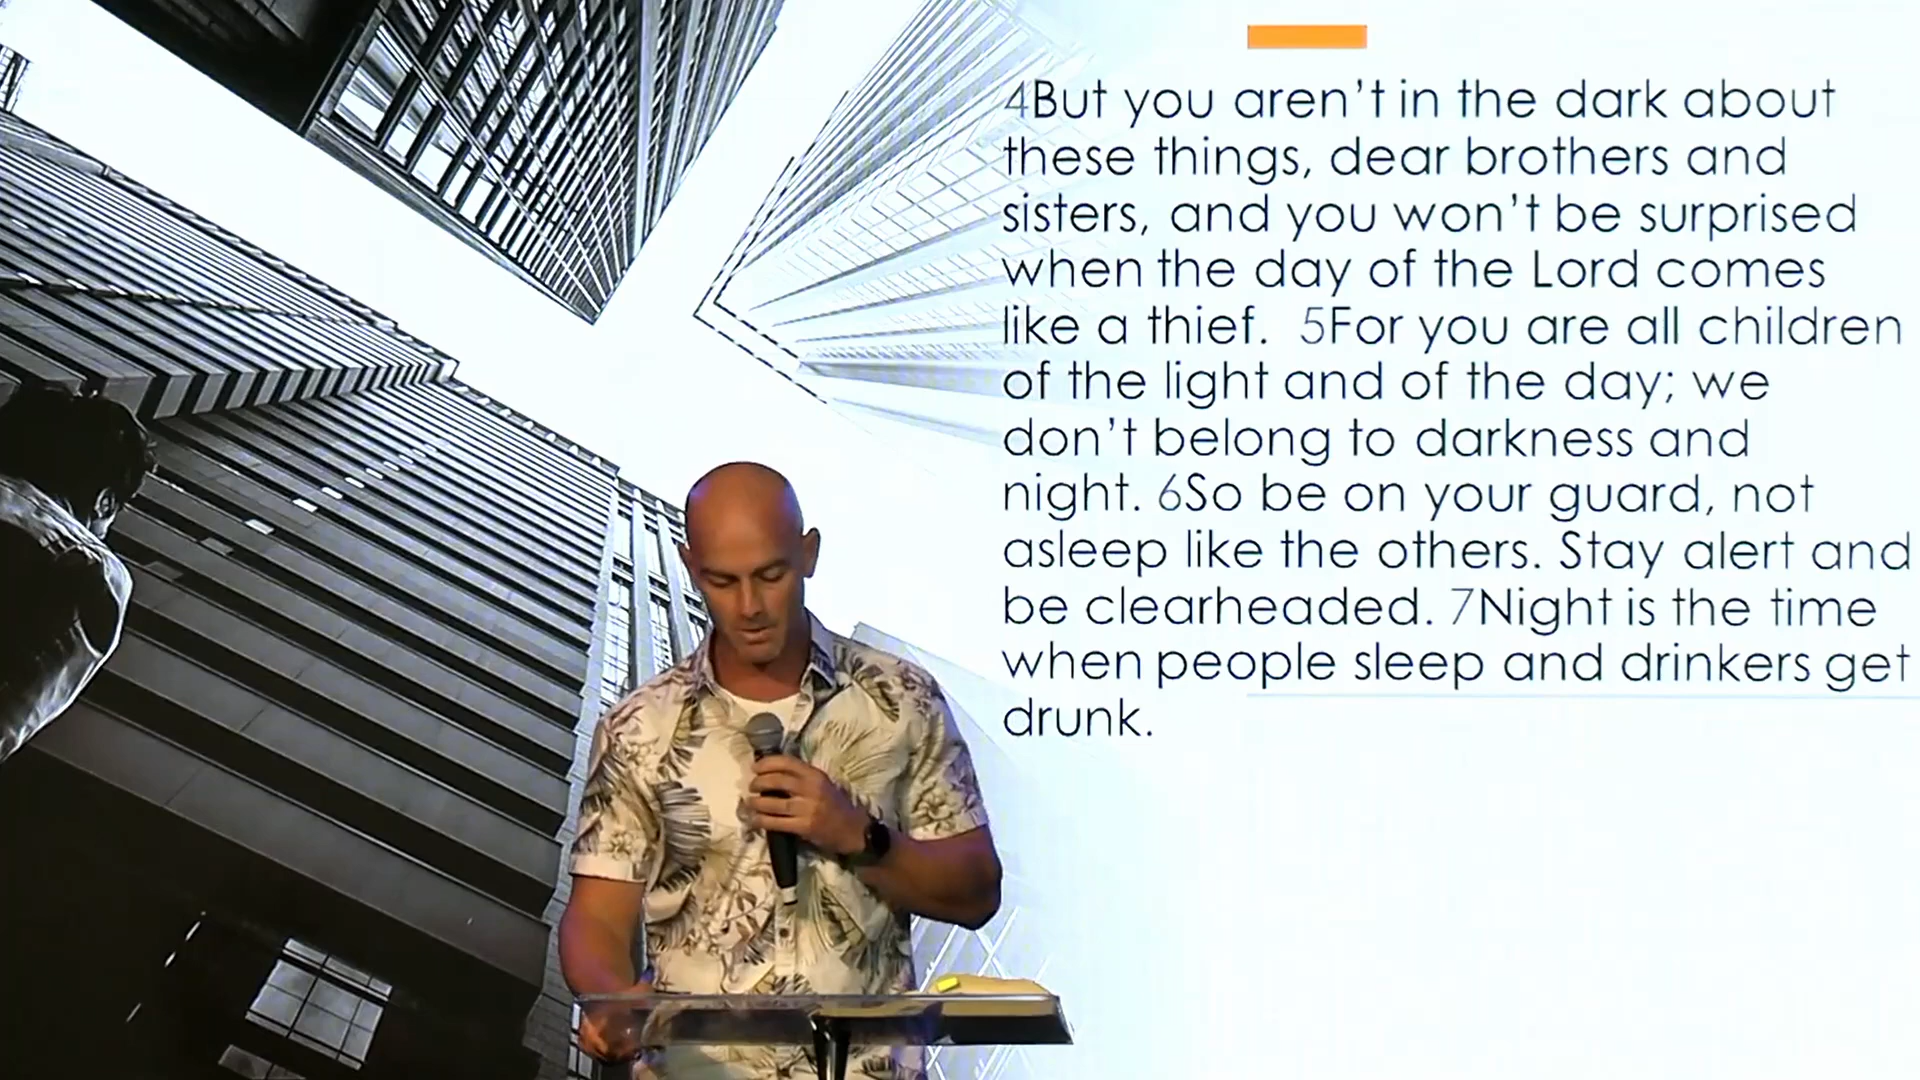 4But you aren't in the dark about
these things, dear brothers and
sisters, and you won't be surprised
when the day of the Lord comes
like a thief.  5For you are all children
of the light and of the day; we
don't belong to darkness and
night. 6So be on your guard, not
asleep like the others. Stay alert and
be clearheaded. 7Night is the time
when people sleep and drinkers get
drunk.